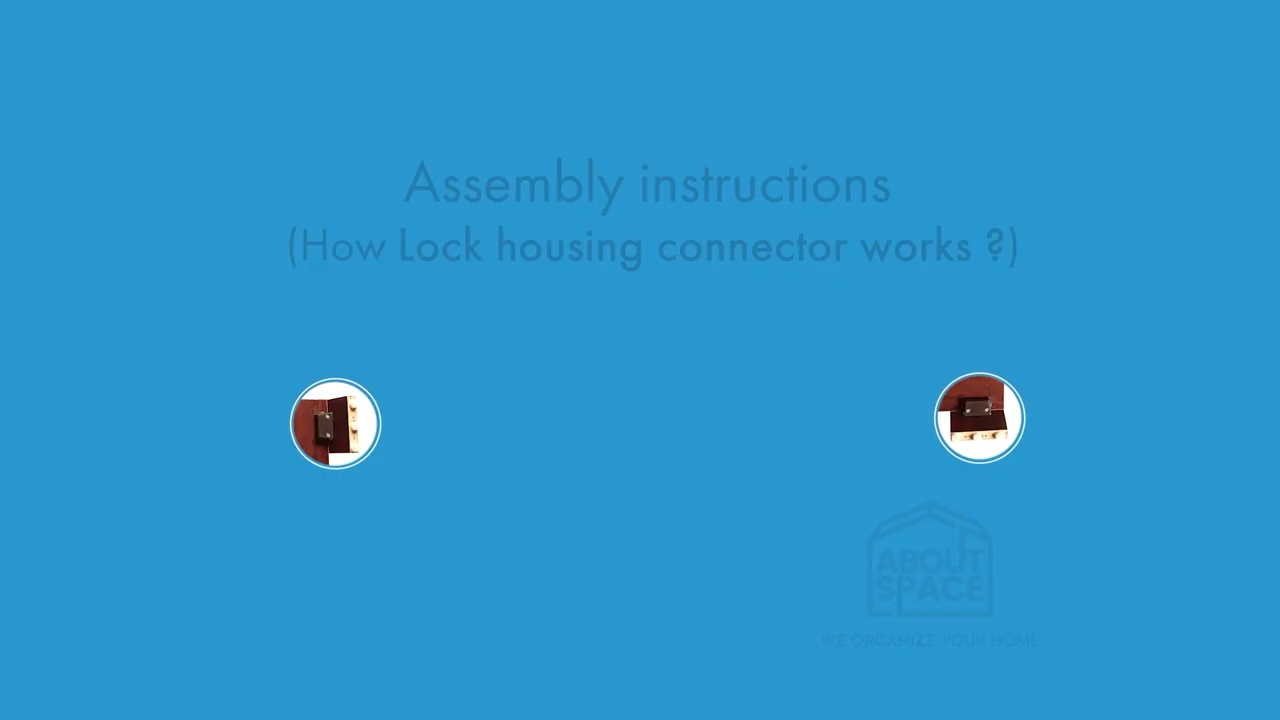 Assembly instructions
(How Lock housing connector works ?)
ABOUT
SPACE
WE ORGANIZE YOUR HOME